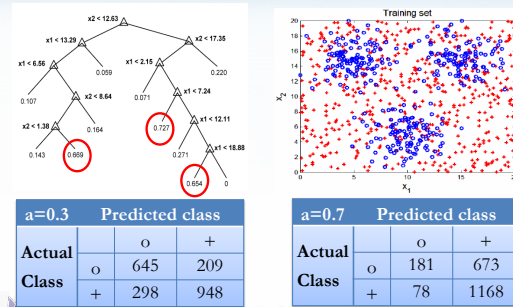 x2 < 12.63
x1 < 13.29
x2 < 17.35
x1 < 6.56
0.059
x1 < 2.15
0.220
0.107
x2 < 8.64
0.071
x1 < 7.24
x2 < 1.38
0.164
0.727
x1 < 12.11
0.143
0.669
0.271
x1 < 18.88
0.654
0
Training set
20
18
16
14
12
10
8
6
4
2
0
x2
0
5
10
15
20
x1
a=0.3 Predicted class
Actual Class
o +
o 645 209
+ 298 948
a=0.7 Predicted class
Actual Class
o +
o 181 673
+ 78 1168